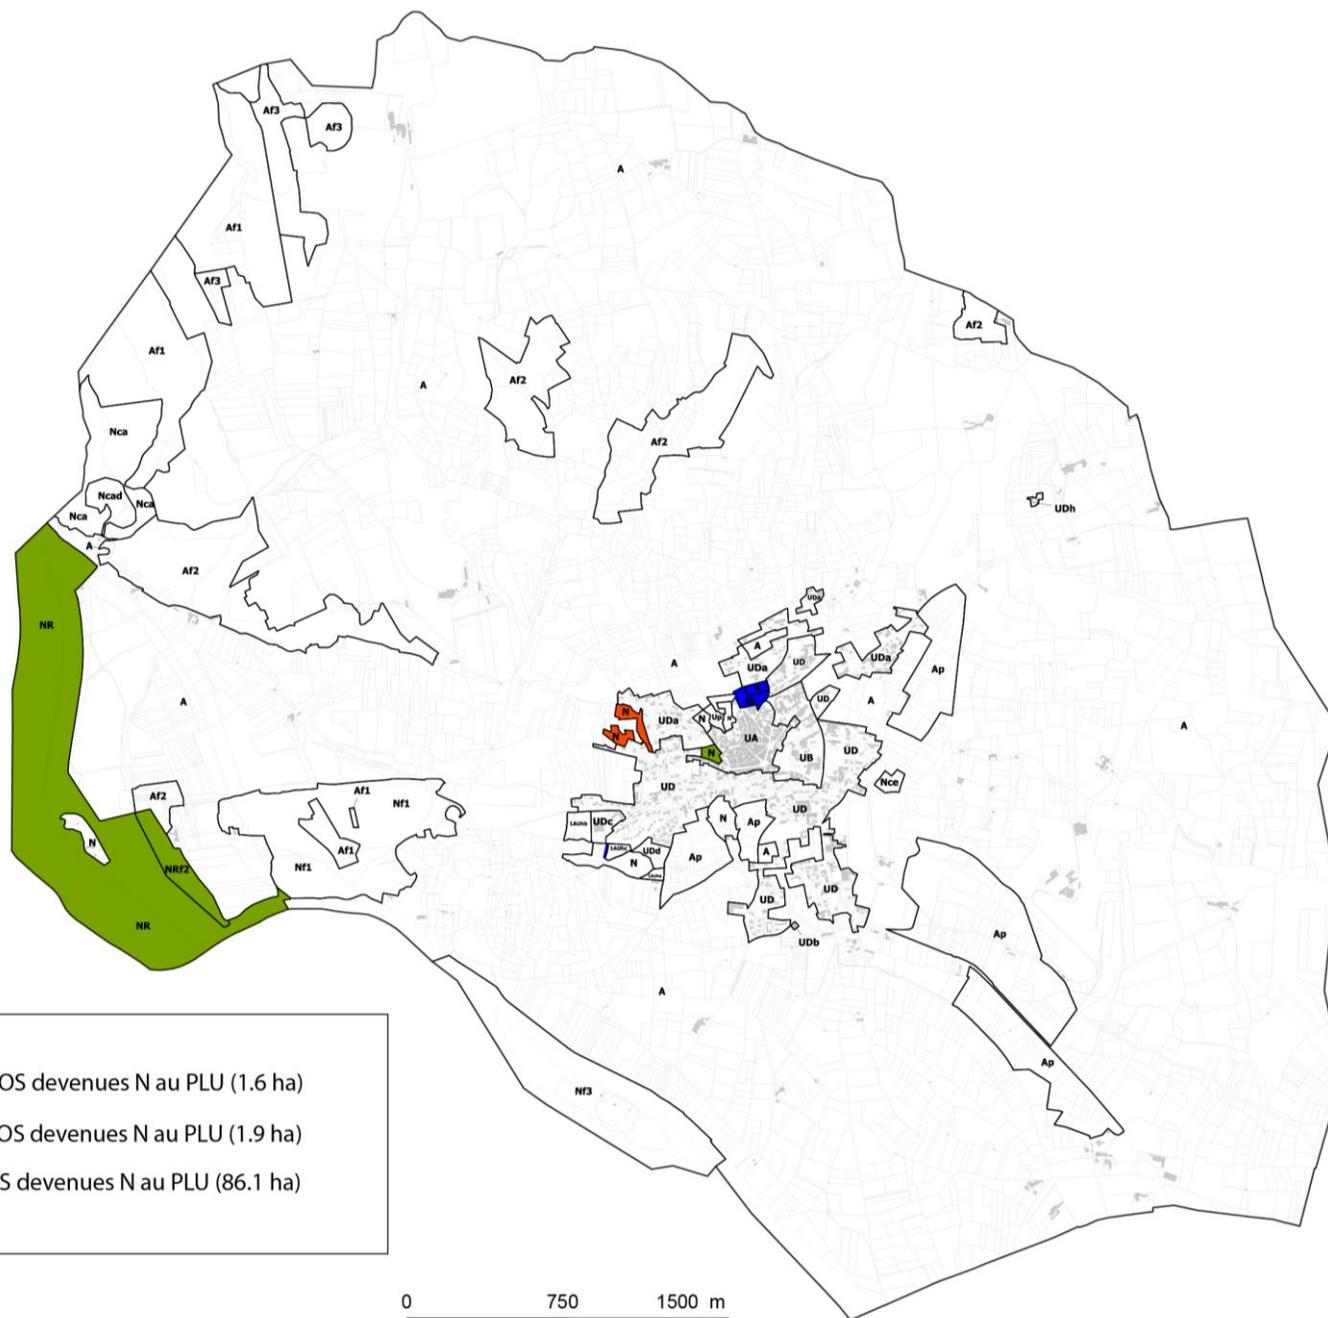 Af3
Af3
A
Af1
Af3
Af2
Af1
A
Af2
Nca
Af2
Ncad
Nca
Nca
UDh
A
Af2
UDa
NR
A
UDa
UD
UDa
A
Ap
A
UD
A
A
N
UDa
N
Up
N
UA
N
UD
UB
UD
Nce
Af2
Af1
Nf1
UD
N
Ap
UD
UDc
N
Af1
UDd
A
Nf1
N
Ap
NRf2
UD
UD
NR
UDb
Ap
A
Ap
Nf3
OS devenues N au PLU (1.6 ha)
OS devenues N au PLU (1.9 ha)
S devenues N au PLU (86.1 ha)
0 750 1500 m